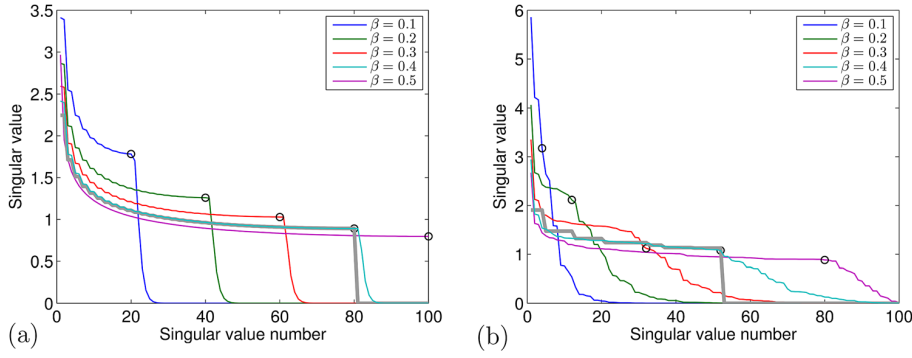 3.5
3
2.5
2
1.5
1
0.5
0
0 20 40 60 80 100
Singular value
Singular value number
β = 0.1
β = 0.2
β = 0.3
β = 0.4
β = 0.5
(a)
6
5
4
3
2
1
0
0 20 40 60 80 100
Singular value
Singular value number
β = 0.1
β = 0.2
β = 0.3
β = 0.4
β = 0.5
(b)